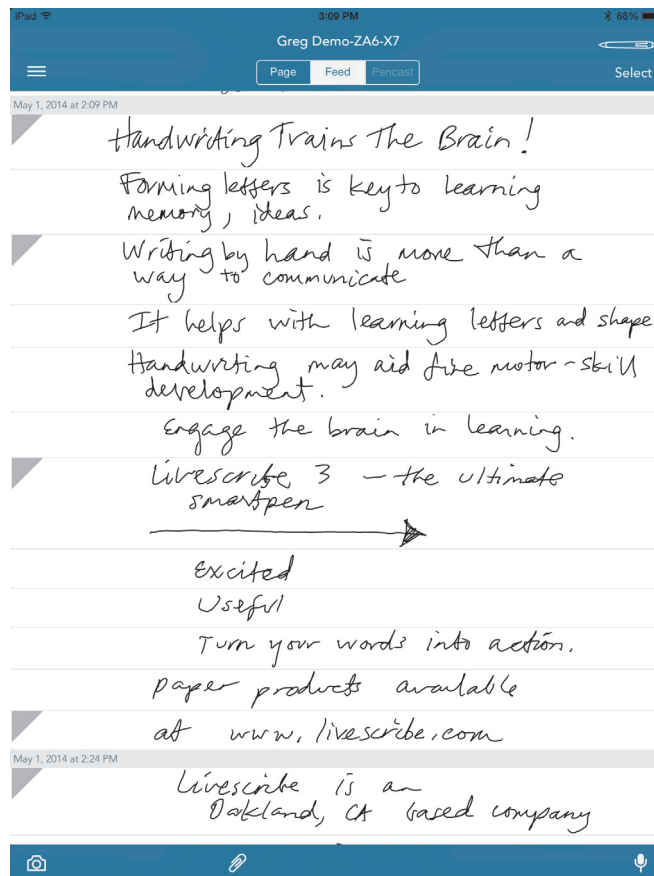 iPad 3:09 PM 68%
Greg Demo-ZA6-X7
Page Feed Pencast Select
May 1, 2014 at 2:09 PM
Handwriting Trains The Brain!
Forming letters is key to learning
memory, ideas.
Writing by hand is more than a
way to communicate
It helps with learning letters and shape
Handwriting may aid fine motor-skill
development.
Engage the brain in learning.
Livescribe 3 – the ultimate
smartpen
Excited
Useful
Turn your words into action.
paper products available
at www.livescribe.com
May 1, 2014 at 2:24 PM
Livescribe is an
Oakland, CA based company